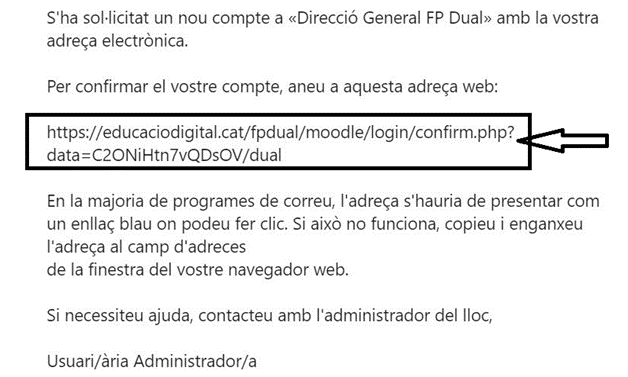 S'ha sol·licitat un nou compte a «Direcció General FP Dual» amb la vostra
adreça electrònica.
Per confirmar el vostre compte, aneu a aquesta adreça web:
https://educaciodigital.cat/fpdual/moodle/login/confirm.php?
data=C2ONiHtn7vQDsOV/dual
En la majoria de programes de correu, l'adreça s'hauria de presentar com
un enllaç blau on podeu fer clic. Si això no funciona, copieu i enganxeu
l'adreça al camp d'adreces
de la finestra del vostre navegador web.
Si necessiteu ajuda, contacteu amb l'administrador del lloc,
Usuari/ària Administrador/a